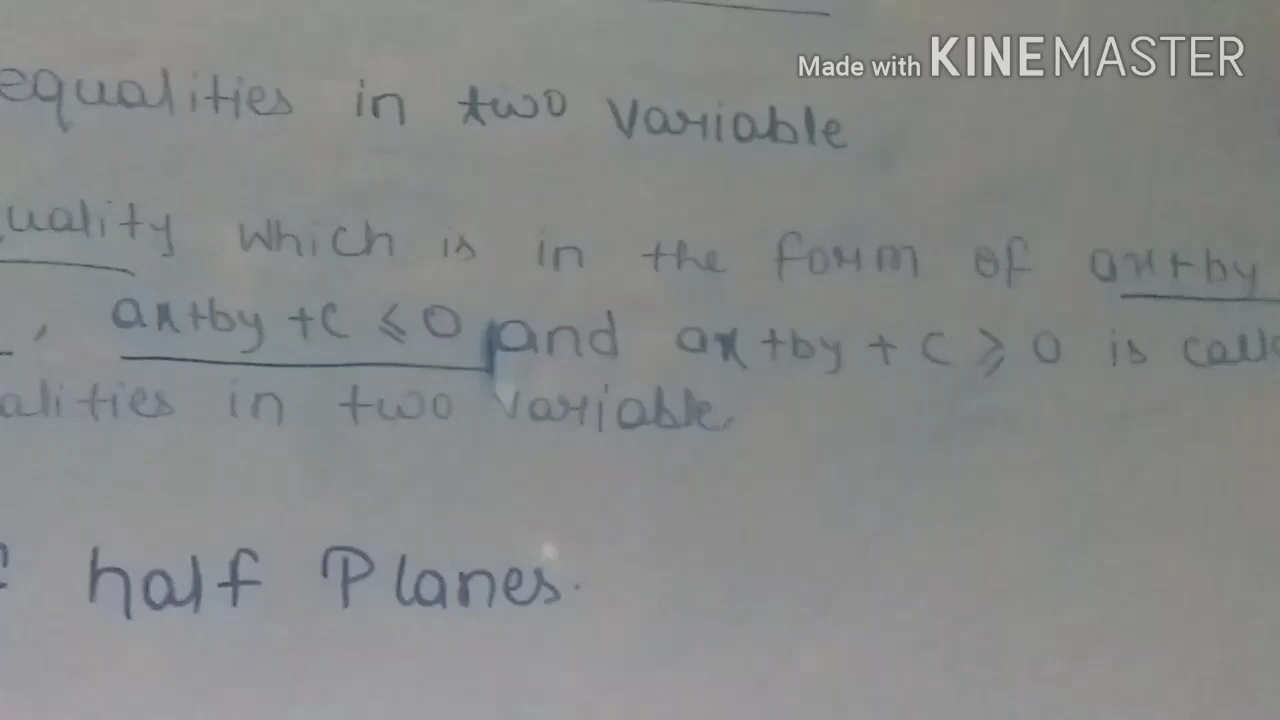 Made with KINEMASTER
equalities in two variable
uality which is in the form of ax+by
, ax+by+c ≤ 0 and ax+by+c ≥ 0 is calle
alities in two variable.
half Planes.